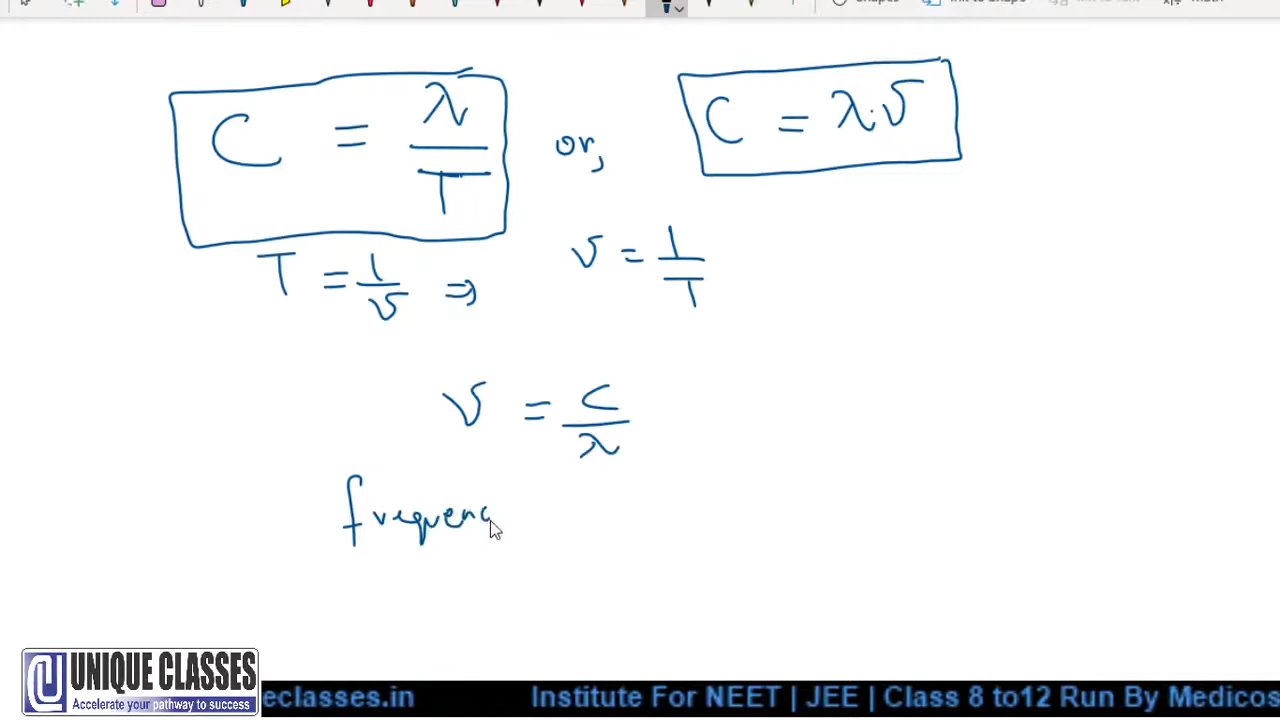 C = λ/T or, C = λ.ν
T = 1/ν ⇒ ν = 1/T
ν = c/λ
frequenc
UNIQUE CLASSES
Accelerate your pathway to success
eclasses.in Institute For NEET | JEE | Class 8 to12 Run By Medicos